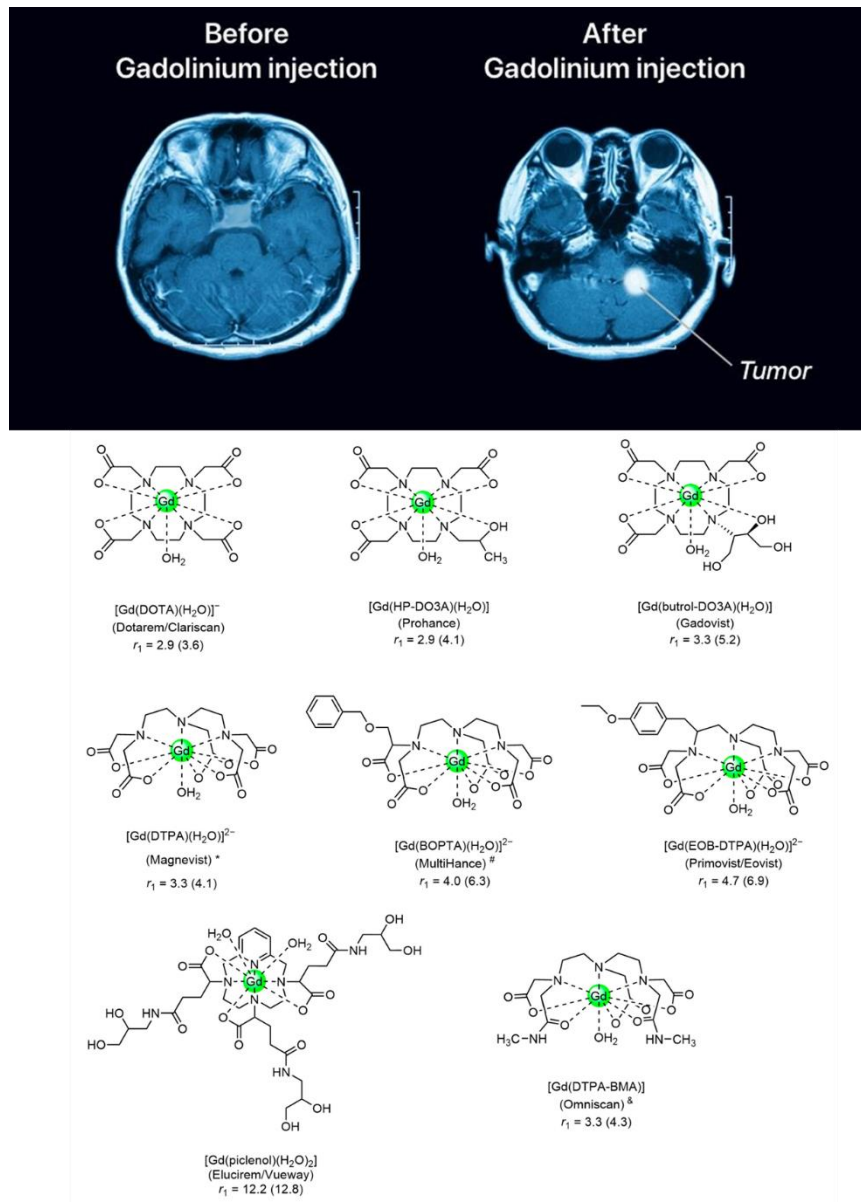 Before
Gadolinium injection
After
Gadolinium injection
Tumor
[Gd(DOTA)(H₂O)]⁻
(Dotarem/Clariscan)
r₁ = 2.9 (3.6)
[Gd(HP-DO3A)(H₂O)]
(Prohance)
r₁ = 2.9 (4.1)
[Gd(butrol-DO3A)(H₂O)]
(Gadovist)
r₁ = 3.3 (5.2)
[Gd(DTPA)(H₂O)]²⁻
(Magnevist) *
r₁ = 3.3 (4.1)
[Gd(BOPTA)(H₂O)]²⁻
(MultiHance) #
r₁ = 4.0 (6.3)
[Gd(EOB-DTPA)(H₂O)]²⁻
(Primovist/Eovist)
r₁ = 4.7 (6.9)
[Gd(piclenol)(H₂O)₂]
(Elucirem/Vueway)
r₁ = 12.2 (12.8)
[Gd(DTPA-BMA)]
(Omniscan) &
r₁ = 3.3 (4.3)